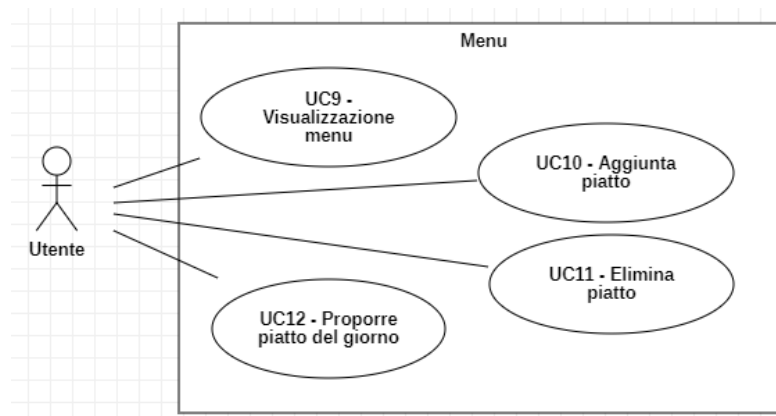 Menu
UC9 -
Visualizzazione
menu
UC10 - Aggiunta
piatto
Utente
UC11 - Elimina
piatto
UC12 - Proporre
piatto del giorno